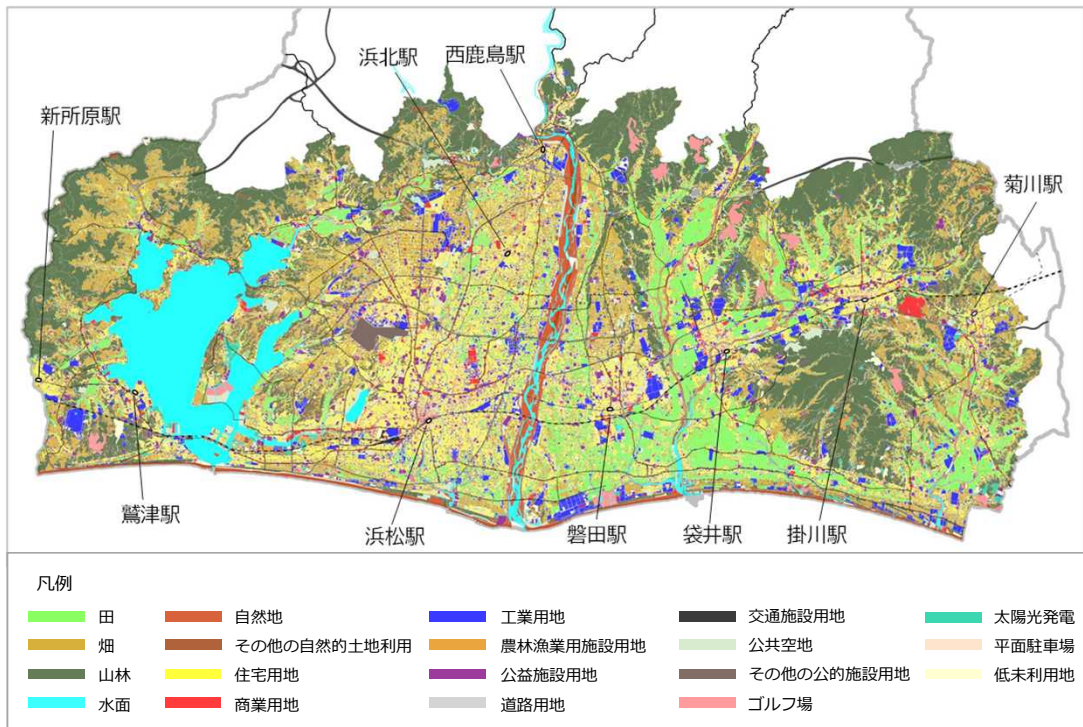 浜北駅
西鹿島駅
新所原駅
菊川駅
鷲津駅
浜松駅
磐田駅
袋井駅
掛川駅
凡例
田
自然地
工業用地
交通施設用地
太陽光発電
畑
その他の自然的土地利用
農林漁業用施設用地
公共空地
平面駐車場
山林
住宅用地
公益施設用地
その他の公的施設用地
低未利用地
水面
商業用地
道路用地
ゴルフ場